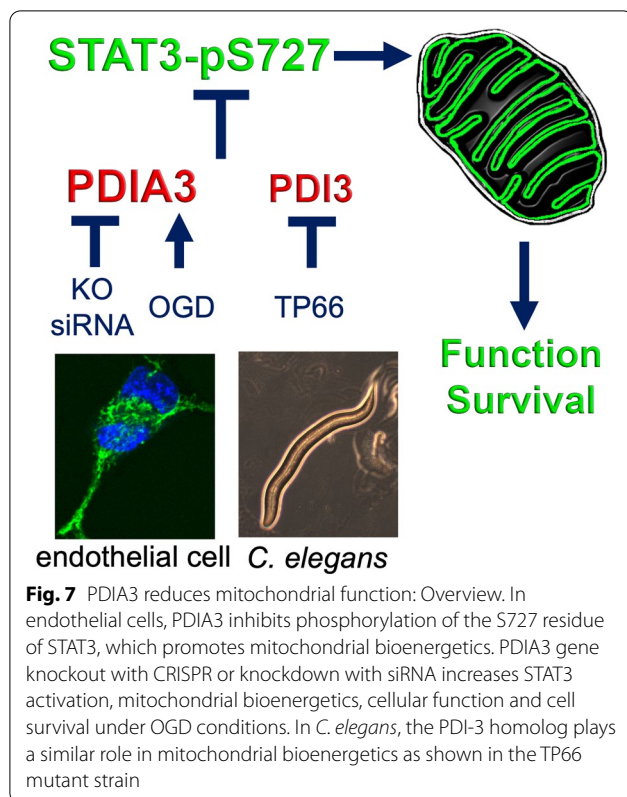 STAT3-pS727
PDIA3 PDI3
KO
siRNA OGD TP66
Function
Survival
endothelial cell C. elegans
Fig. 7 PDIA3 reduces mitochondrial function: Overview. In
endothelial cells, PDIA3 inhibits phosphorylation of the S727 residue
of STAT3, which promotes mitochondrial bioenergetics. PDIA3 gene
knockout with CRISPR or knockdown with siRNA increases STAT3
activation, mitochondrial bioenergetics, cellular function and cell
survival under OGD conditions. In C. elegans, the PDI-3 homolog plays
a similar role in mitochondrial bioenergetics as shown in the TP66
mutant strain